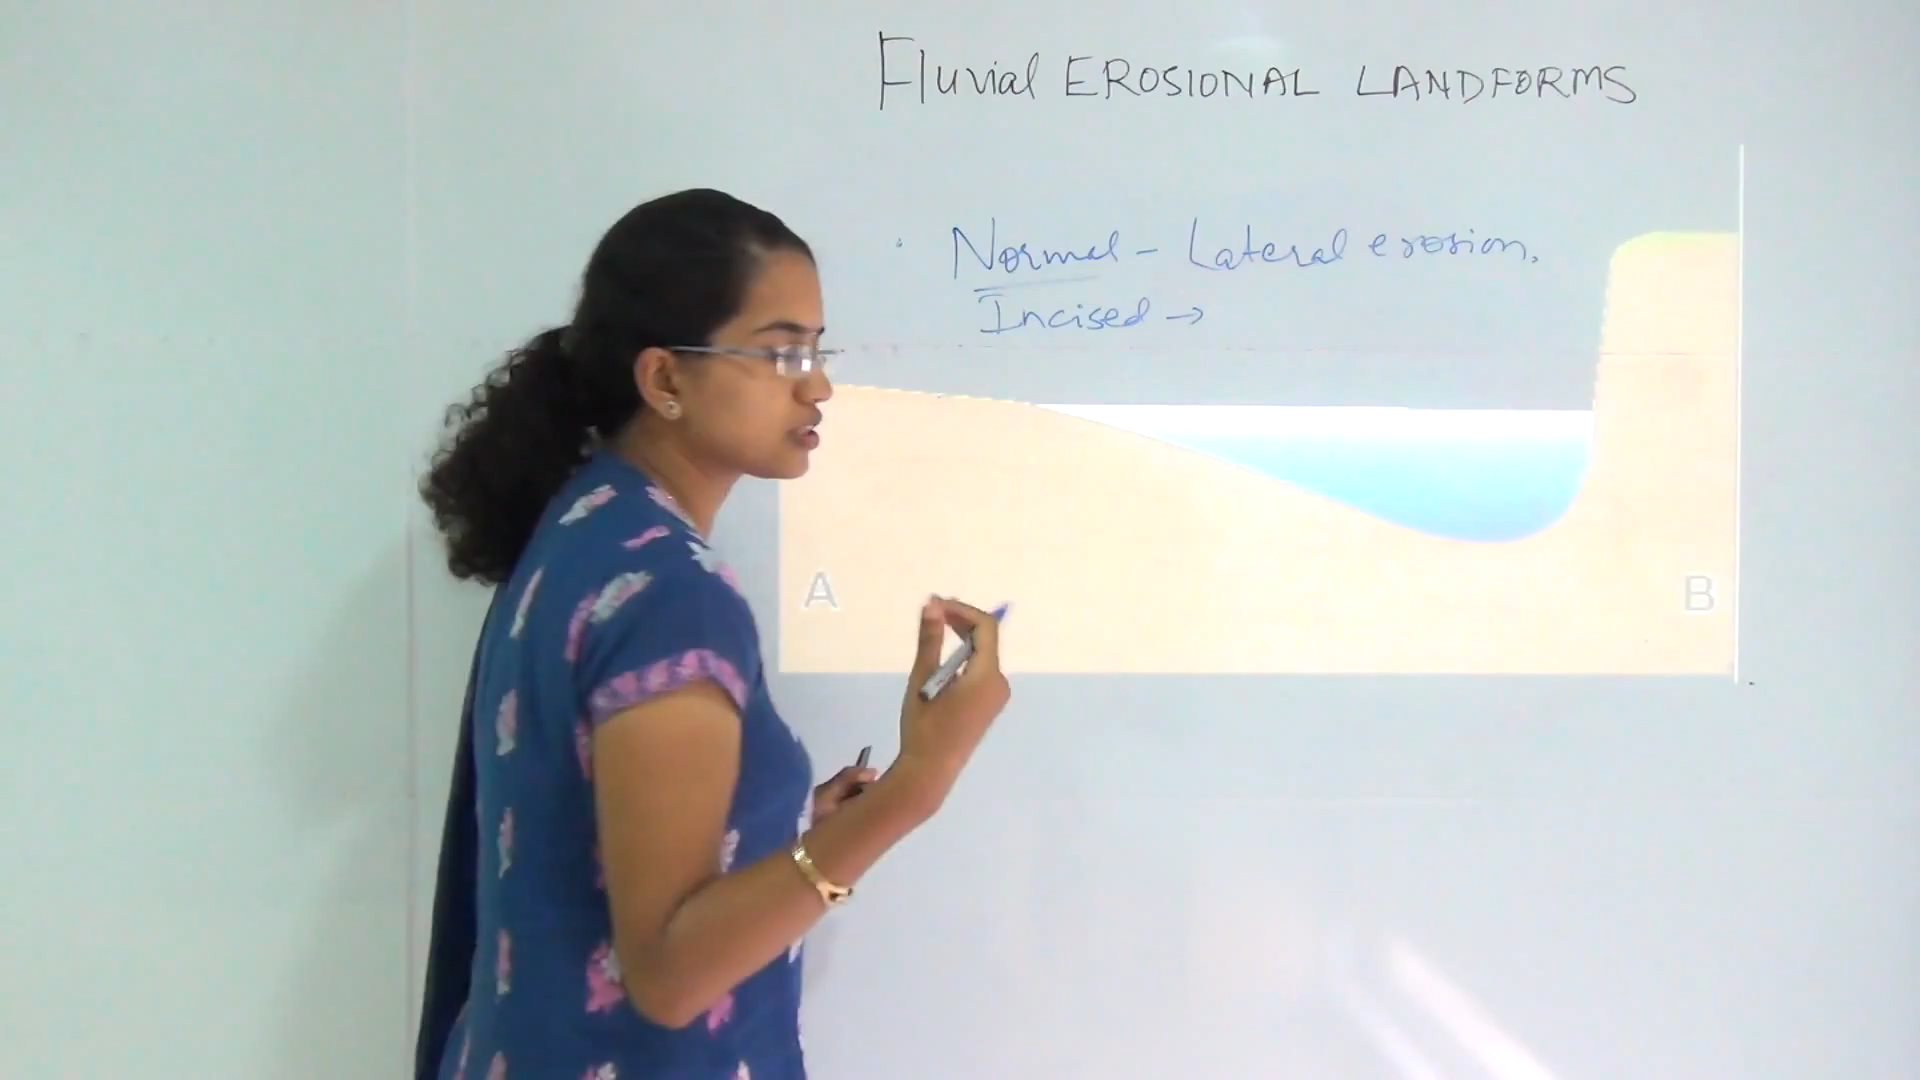 Fluvial EROSIONAL LANDFORMS
Normal - Lateral erosion.
Incised →
A
B